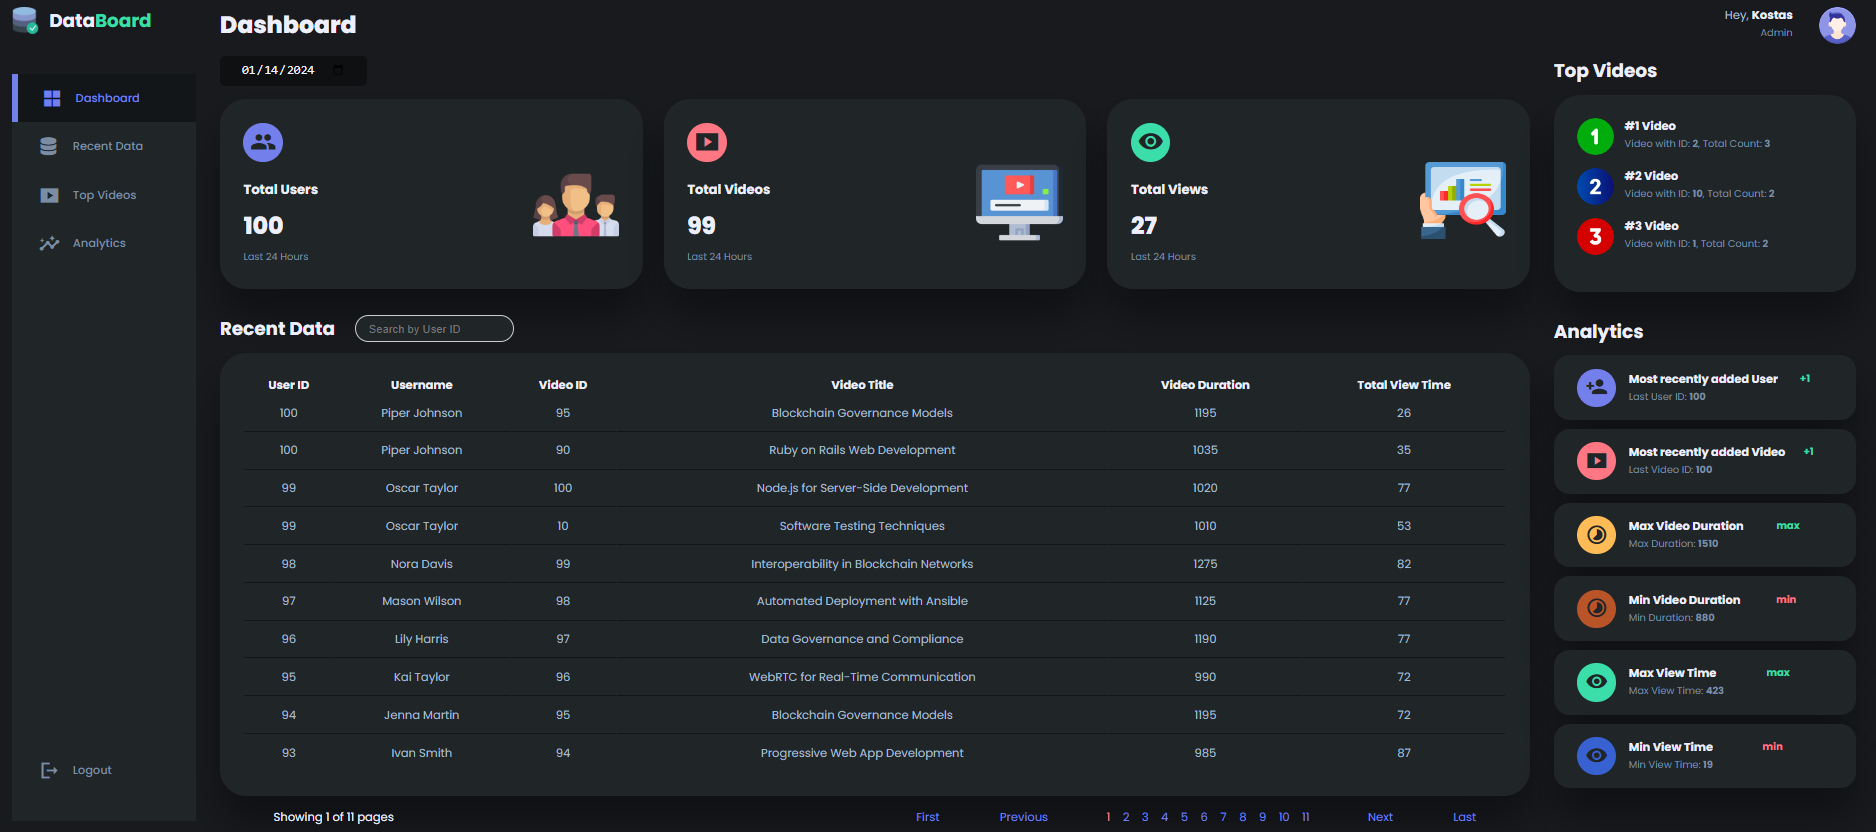 DataBoard
Dashboard
Recent Data
Top Videos
Analytics
Logout
Dashboard
01/14/2024
Hey, Kostas
Admin
Total Users
100
Last 24 Hours
Total Videos
99
Last 24 Hours
Total Views
27
Last 24 Hours
Recent Data
Search by User ID
User ID Username Video ID Video Title Video Duration Total View Time
100 Piper Johnson 95 Blockchain Governance Models 1195 26
100 Piper Johnson 90 Ruby on Rails Web Development 1035 35
99 Oscar Taylor 100 Node.js for Server-Side Development 1020 77
99 Oscar Taylor 10 Software Testing Techniques 1010 53
98 Nora Davis 99 Interoperability in Blockchain Networks 1275 82
97 Mason Wilson 98 Automated Deployment with Ansible 1125 77
96 Lily Harris 97 Data Governance and Compliance 1190 77
95 Kai Taylor 96 WebRTC for Real-Time Communication 990 72
94 Jenna Martin 95 Blockchain Governance Models 1195 72
93 Ivan Smith 94 Progressive Web App Development 985 87
Showing 1 of 11 pages
First Previous 1 2 3 4 5 6 7 8 9 10 11 Next Last
Top Videos
1
#1 Video
Video with ID: 2, Total Count: 3
2
#2 Video
Video with ID: 10, Total Count: 2
3
#3 Video
Video with ID: 1, Total Count: 2
Analytics
Most recently added User +1
Last User ID: 100
Most recently added Video +1
Last Video ID: 100
Max Video Duration max
Max Duration: 1510
Min Video Duration min
Min Duration: 880
Max View Time max
Max View Time: 423
Min View Time min
Min View Time: 19